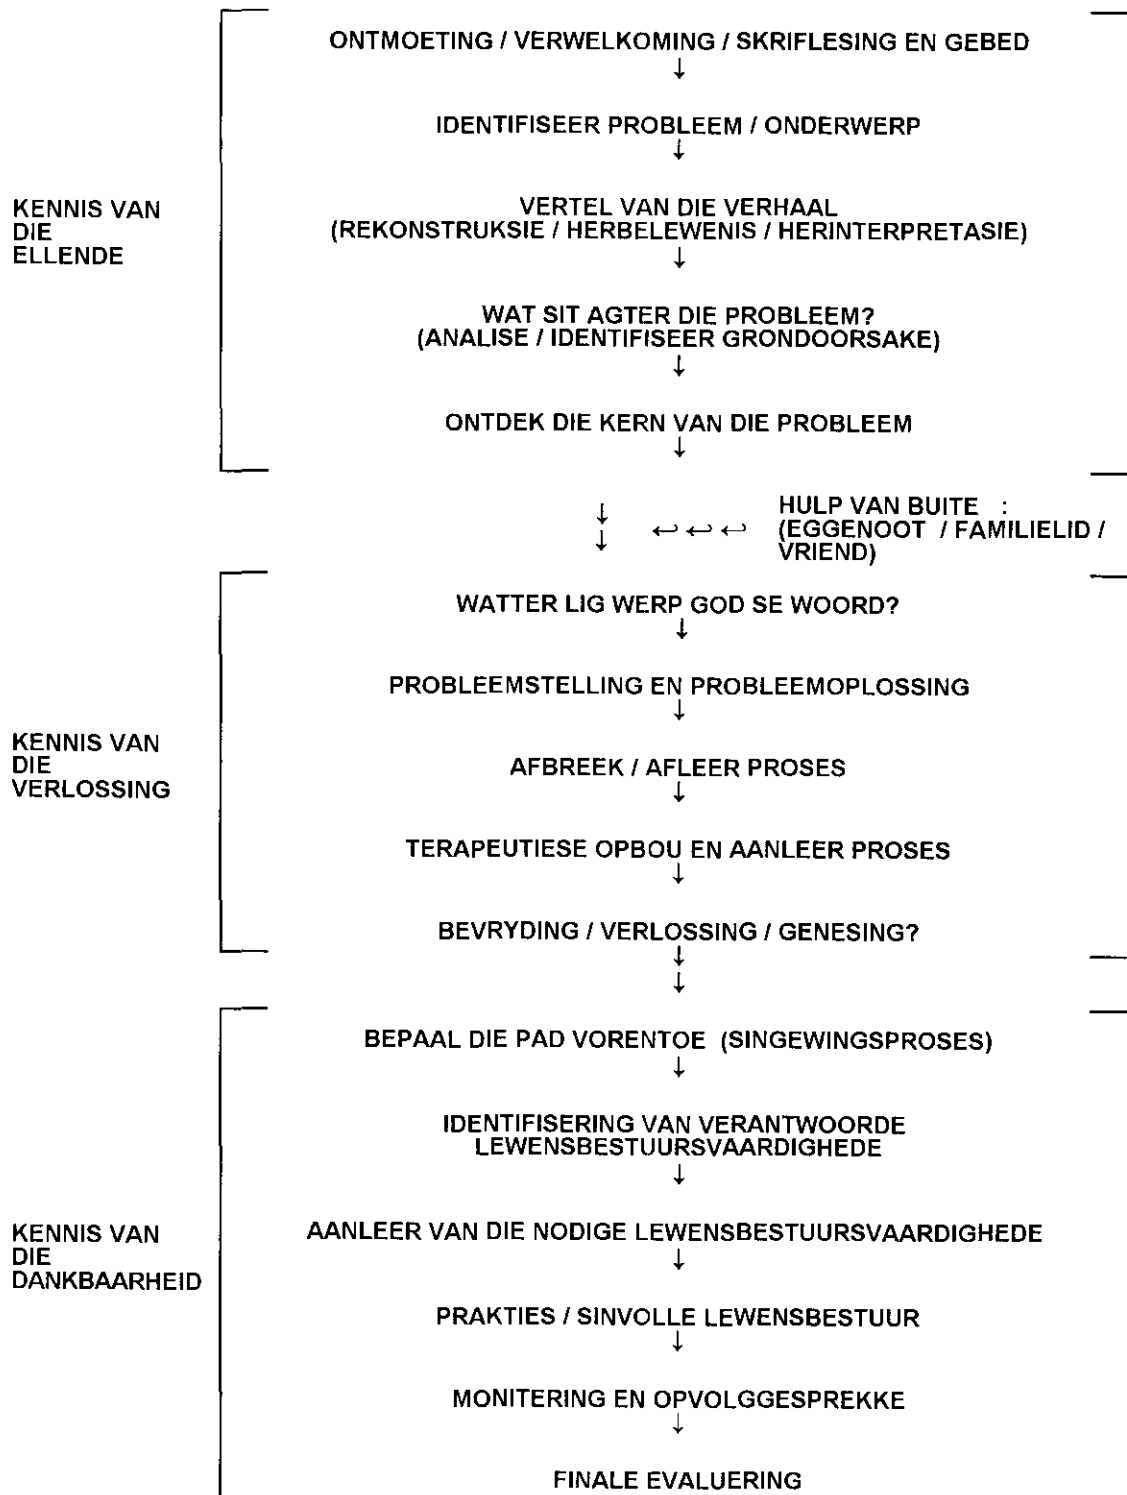 ONTMOETING / VERWELKOMING / SKRIFLESING EN GEBED
↓
IDENTIFISEER PROBLEEM / ONDERWERP
↓
KENNIS VAN
DIE
ELLENDE
VERTEL VAN DIE VERHAAL
(REKONSTRUKSIE / HERBELEWENIS / HERINTERPRETASIE)
↓
WAT SIT AGTER DIE PROBLEEM?
(ANALISE / IDENTIFISEER GRONDOORSAKE)
↓
ONTDEK DIE KERN VAN DIE PROBLEEM
↓
↓
↓
↩ ↩ ↩
HULP VAN BUITE :
(EGGENOOT / FAMILIELID /
VRIEND)
WATTER LIG WERP GOD SE WOORD?
↓
PROBLEEMSTELLING EN PROBLEEMOPLOSSING
↓
KENNIS VAN
DIE
VERLOSSING
AFBREEK / AFLEER PROSES
↓
TERAPEUTIESE OPBOU EN AANLEER PROSES
↓
BEVRYDING / VERLOSSING / GENESING?
↓
↓
BEPAAL DIE PAD VORENTOE (SINGEWINGSPROSES)
↓
IDENTIFISERING VAN VERANTWOORDE
LEWENSBESTUURSVAARDIGHEDE
↓
KENNIS VAN
DIE
DANKBAARHEID
AANLEER VAN DIE NODIGE LEWENSBESTUURSVAARDIGHEDE
↓
PRAKTIES / SINVOLLE LEWENSBESTUUR
↓
MONITERING EN OPVOLGGESPREKKE
↓
FINALE EVALUERING